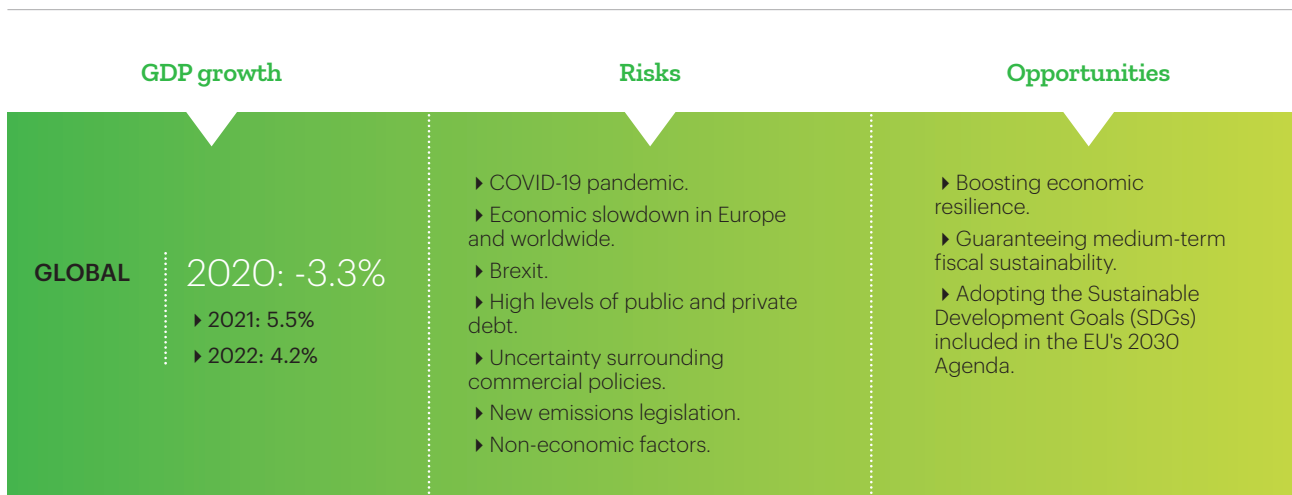 GDP growth
GLOBAL
2020: -3.3%
2021: 5.5%
2022: 4.2%
Risks
COVID-19 pandemic.
Economic slowdown in Europe
and worldwide.
Brexit.
High levels of public and private
debt.
Uncertainty surrounding
commercial policies.
New emissions legislation.
Non-economic factors.
Opportunities
Boosting economic
resilience.
Guaranteeing medium-term
fiscal sustainability.
Adopting the Sustainable
Development Goals (SDGs)
included in the EU's 2030
Agenda.